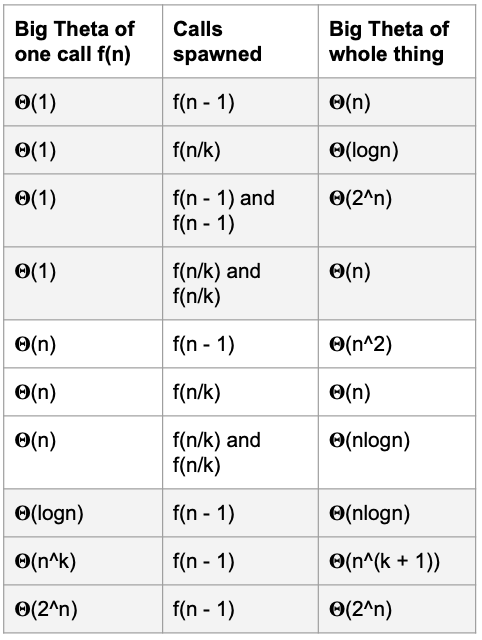 Big Theta of one call f(n) | Calls spawned | Big Theta of whole thing
Θ(1) | f(n - 1) | Θ(n)
Θ(1) | f(n/k) | Θ(logn)
Θ(1) | f(n - 1) and f(n - 1) | Θ(2^n)
Θ(1) | f(n/k) and f(n/k) | Θ(n)
Θ(n) | f(n - 1) | Θ(n^2)
Θ(n) | f(n/k) | Θ(n)
Θ(n) | f(n/k) and f(n/k) | Θ(nlogn)
Θ(logn) | f(n - 1) | Θ(nlogn)
Θ(n^k) | f(n - 1) | Θ(n^(k + 1))
Θ(2^n) | f(n - 1) | Θ(2^n)